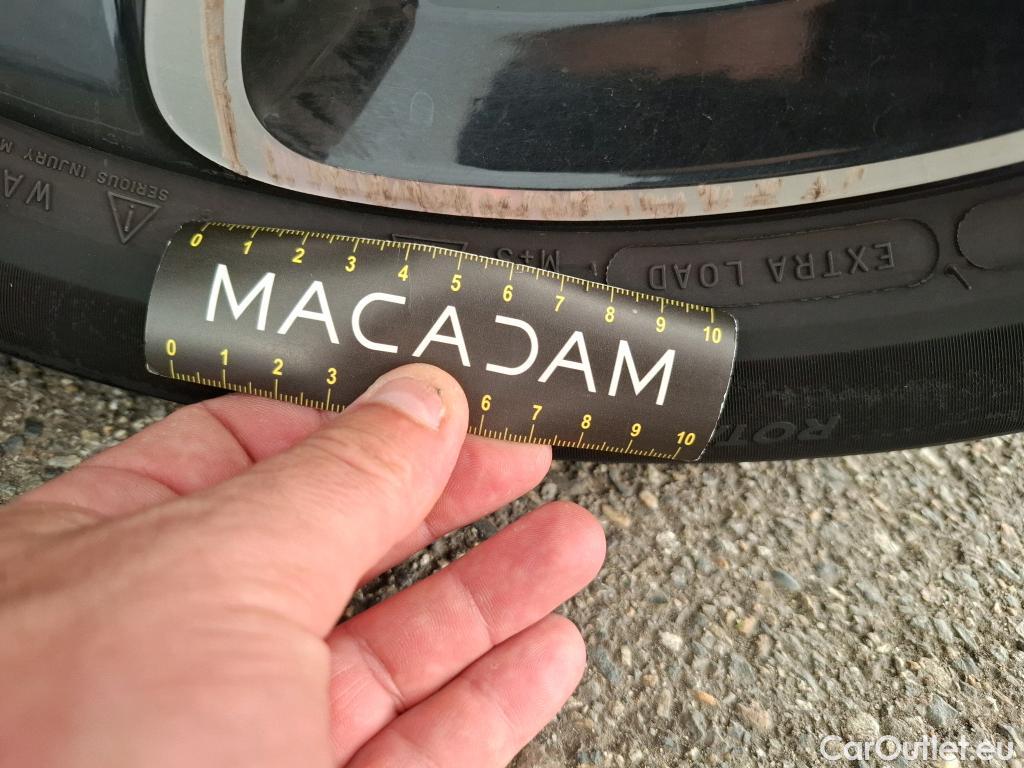 SERIOUS INJURY M
WA
M+S
EXTRA LOAD
0 1 2 3 4 5 6 7 8 9 10
MACADAM
0 1 2 3 6 7 8 9 10
ROT
CarOutlet.eu